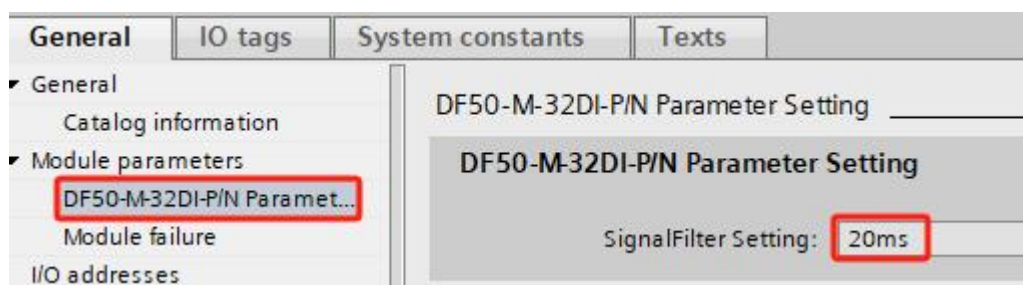 General IO tags System constants Texts
General
Catalog information
Module parameters
DF50-M-32DI-P/N Paramet...
Module failure
I/O addresses
DF50-M-32DI-P/N Parameter Setting
DF50-M-32DI-P/N Parameter Setting
SignalFilter Setting: 20ms